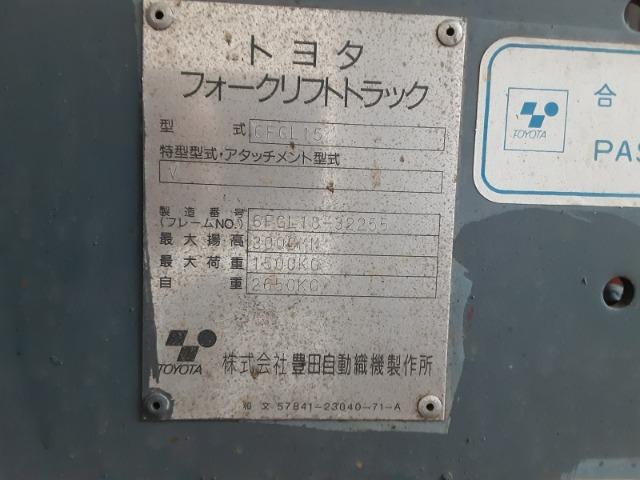 トヨタ
フォークリフトトラック
型式 6FGL15
特型型式・アタッチメント型式
V
製造番号
(フレームNO.) 6FGL18-32255
最大揚高 3000MM
最大荷重 1500KG
自重 2650KG
TOYOTA 株式会社 豊田自動織機製作所
和文 57841-23040-71-A
合
TOYOTA
PAS